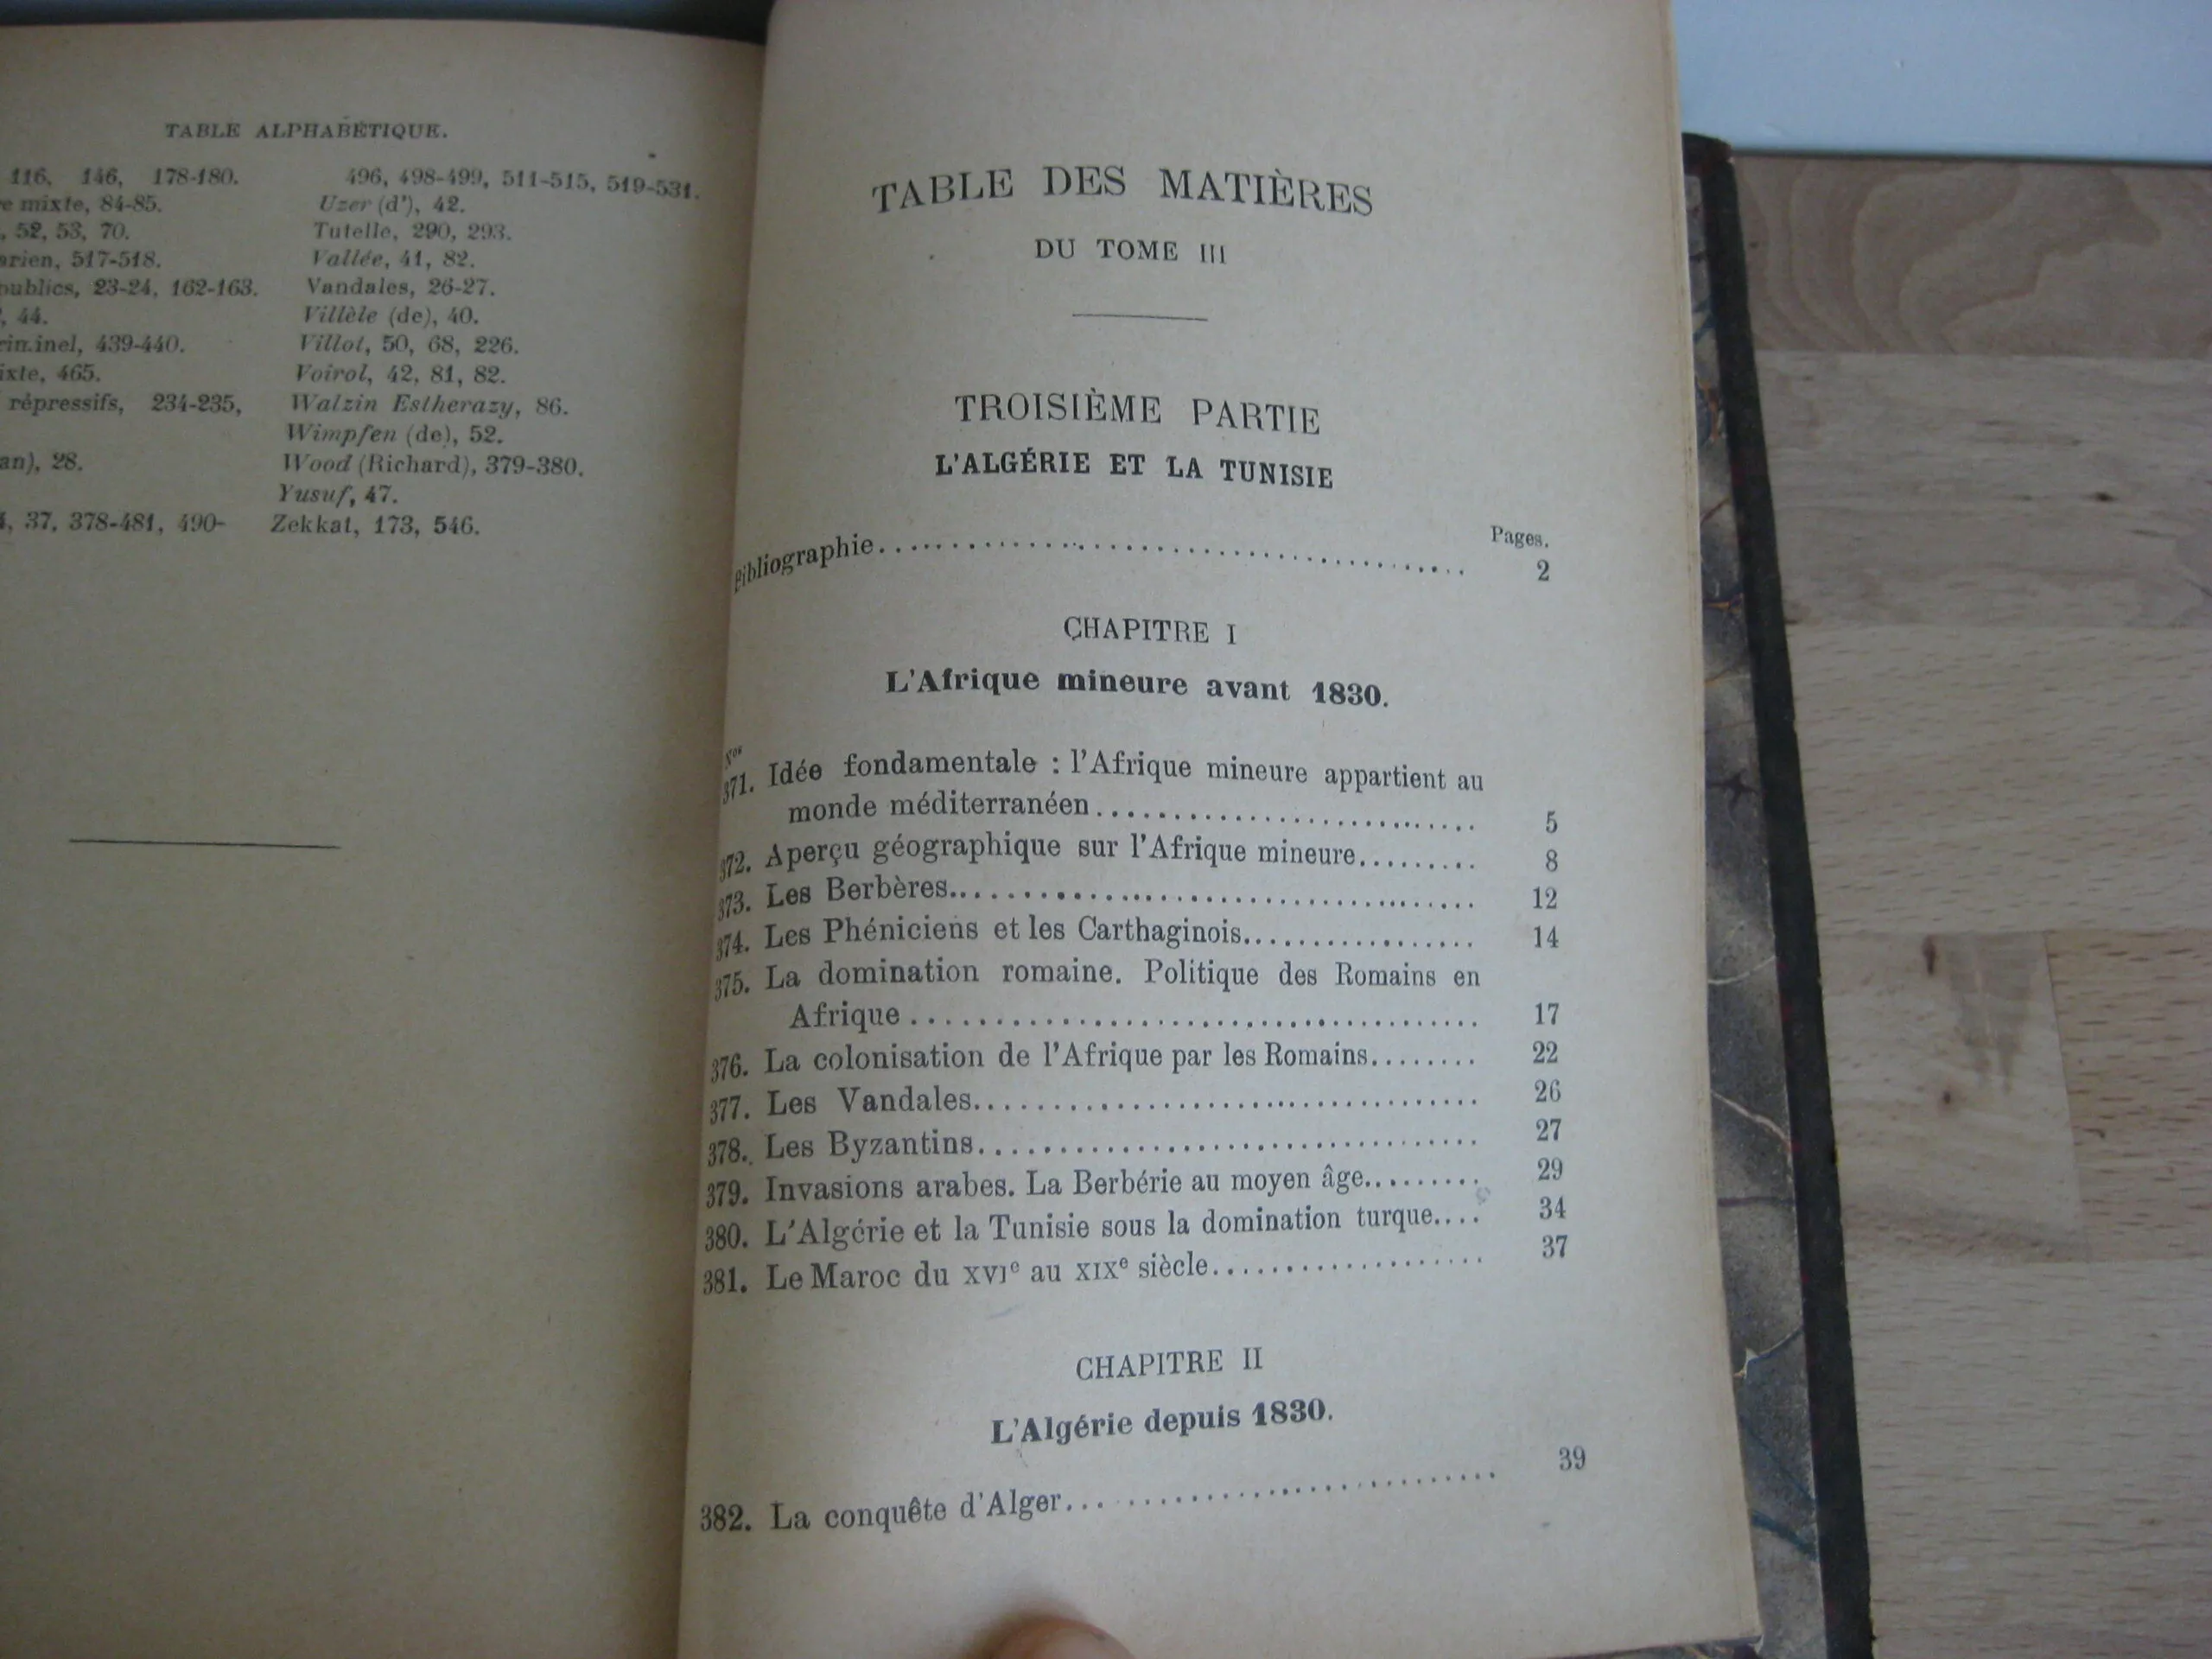 TABLE ALPHABÉTIQUE.
116, 146, 178-180.
mixte, 84-85.
, 52, 53, 70.
, 517-518.
publics, 23-24, 162-163.
, 44.
, 439-440.
, 465.
répressifs, 234-235,
, 28.
, 37, 378-481, 490-
496, 498-499, 511-515, 519-531.
Uzer (d'), 42.
Tutelle, 290, 293.
Vallée, 41, 82.
Vandales, 26-27.
Villèle (de), 40.
Villot, 50, 68, 226.
Voirol, 42, 81, 82.
Walzin Estherazy, 86.
Wimpfen (de), 52.
Wood (Richard), 379-380.
Yusuf, 47.
Zekkat, 173, 546.
TABLE DES MATIÈRES
DU TOME III
TROISIÈME PARTIE
L'ALGÉRIE ET LA TUNISIE
Pages.
Bibliographie........................................ 2
CHAPITRE I
L'Afrique mineure avant 1830.
Nos
371. Idée fondamentale : l'Afrique mineure appartient au
monde méditerranéen........................ 5
372. Aperçu géographique sur l'Afrique mineure......... 8
373. Les Berbères.................................. 12
374. Les Phéniciens et les Carthaginois................. 14
375. La domination romaine. Politique des Romains en
Afrique.................................... 17
376. La colonisation de l'Afrique par les Romains........ 22
377. Les Vandales................................ 26
378. Les Byzantins................................ 27
379. Invasions arabes. La Berbérie au moyen âge......... 29
380. L'Algérie et la Tunisie sous la domination turque.... 34
381. Le Maroc du XVIe au XIXe siècle................... 37
CHAPITRE II
L'Algérie depuis 1830.
382. La conquête d'Alger............................ 39